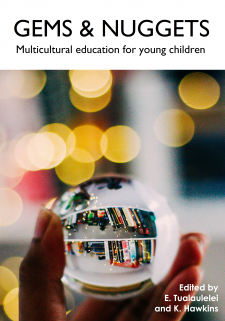 GEMS & NUGGETS
Multicultural education for young children
Edited by
E. Tualaulelei
and K. Hawkins